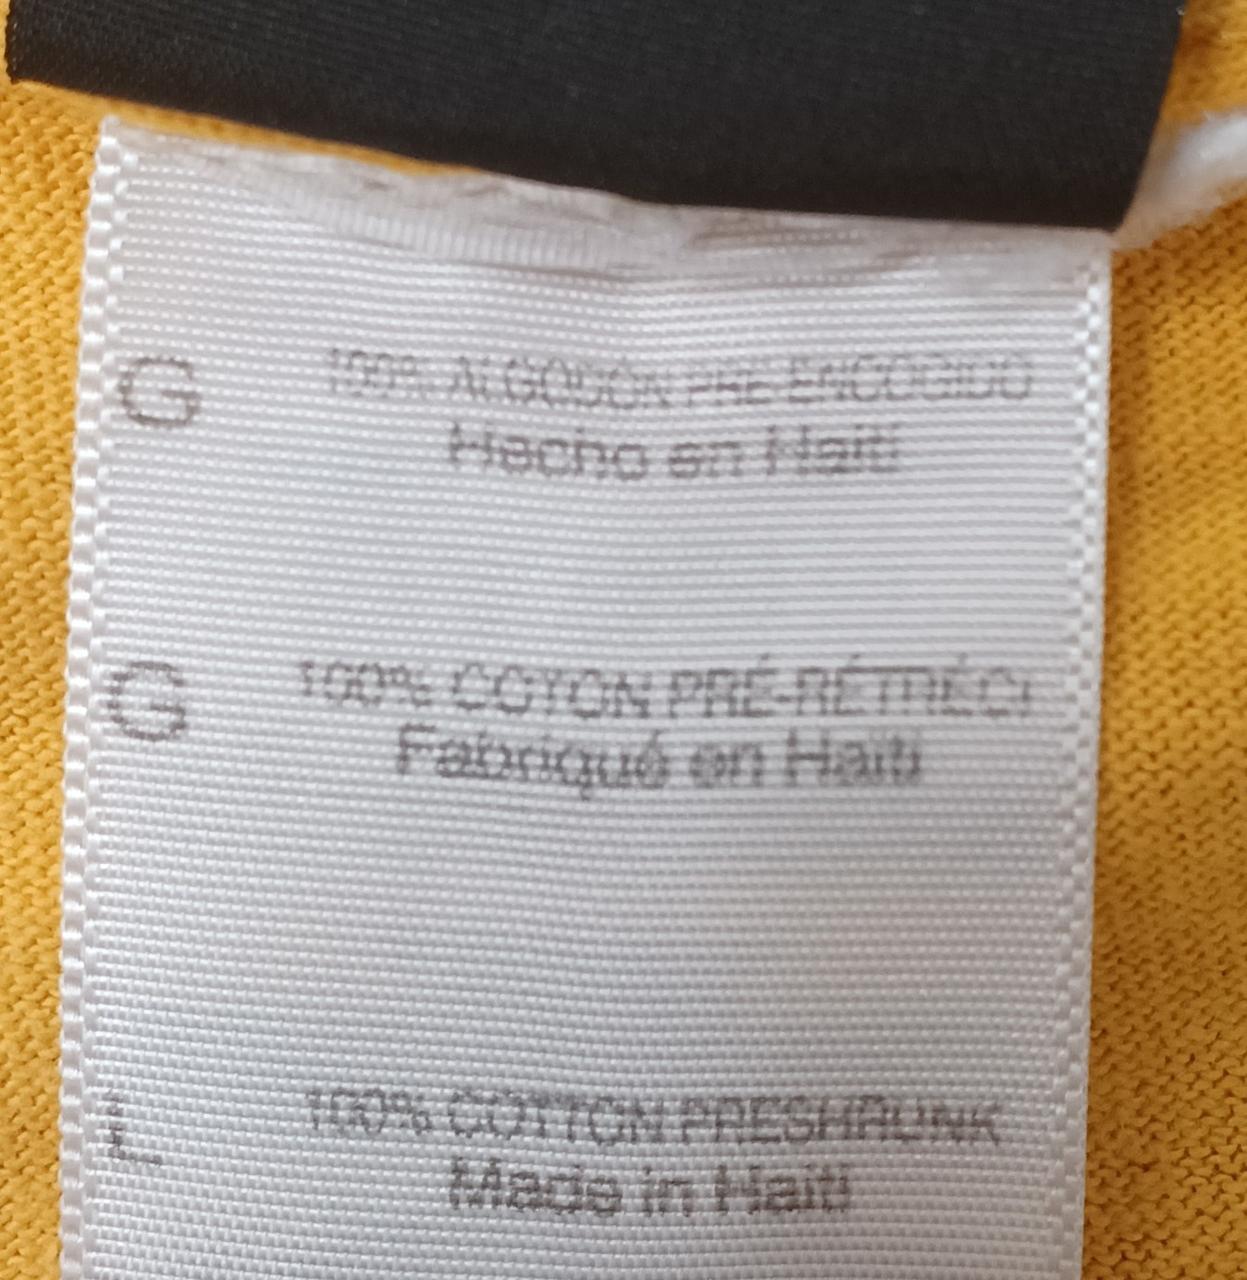 G 100% ALGODÓN PRE-ENCOGIDO
Hecho en Haití
G 100% COTON PRÉ-RÉTRÉCI
Fabriqué en Haïti
L 100% COTTON PRESHRUNK
Made in Haiti